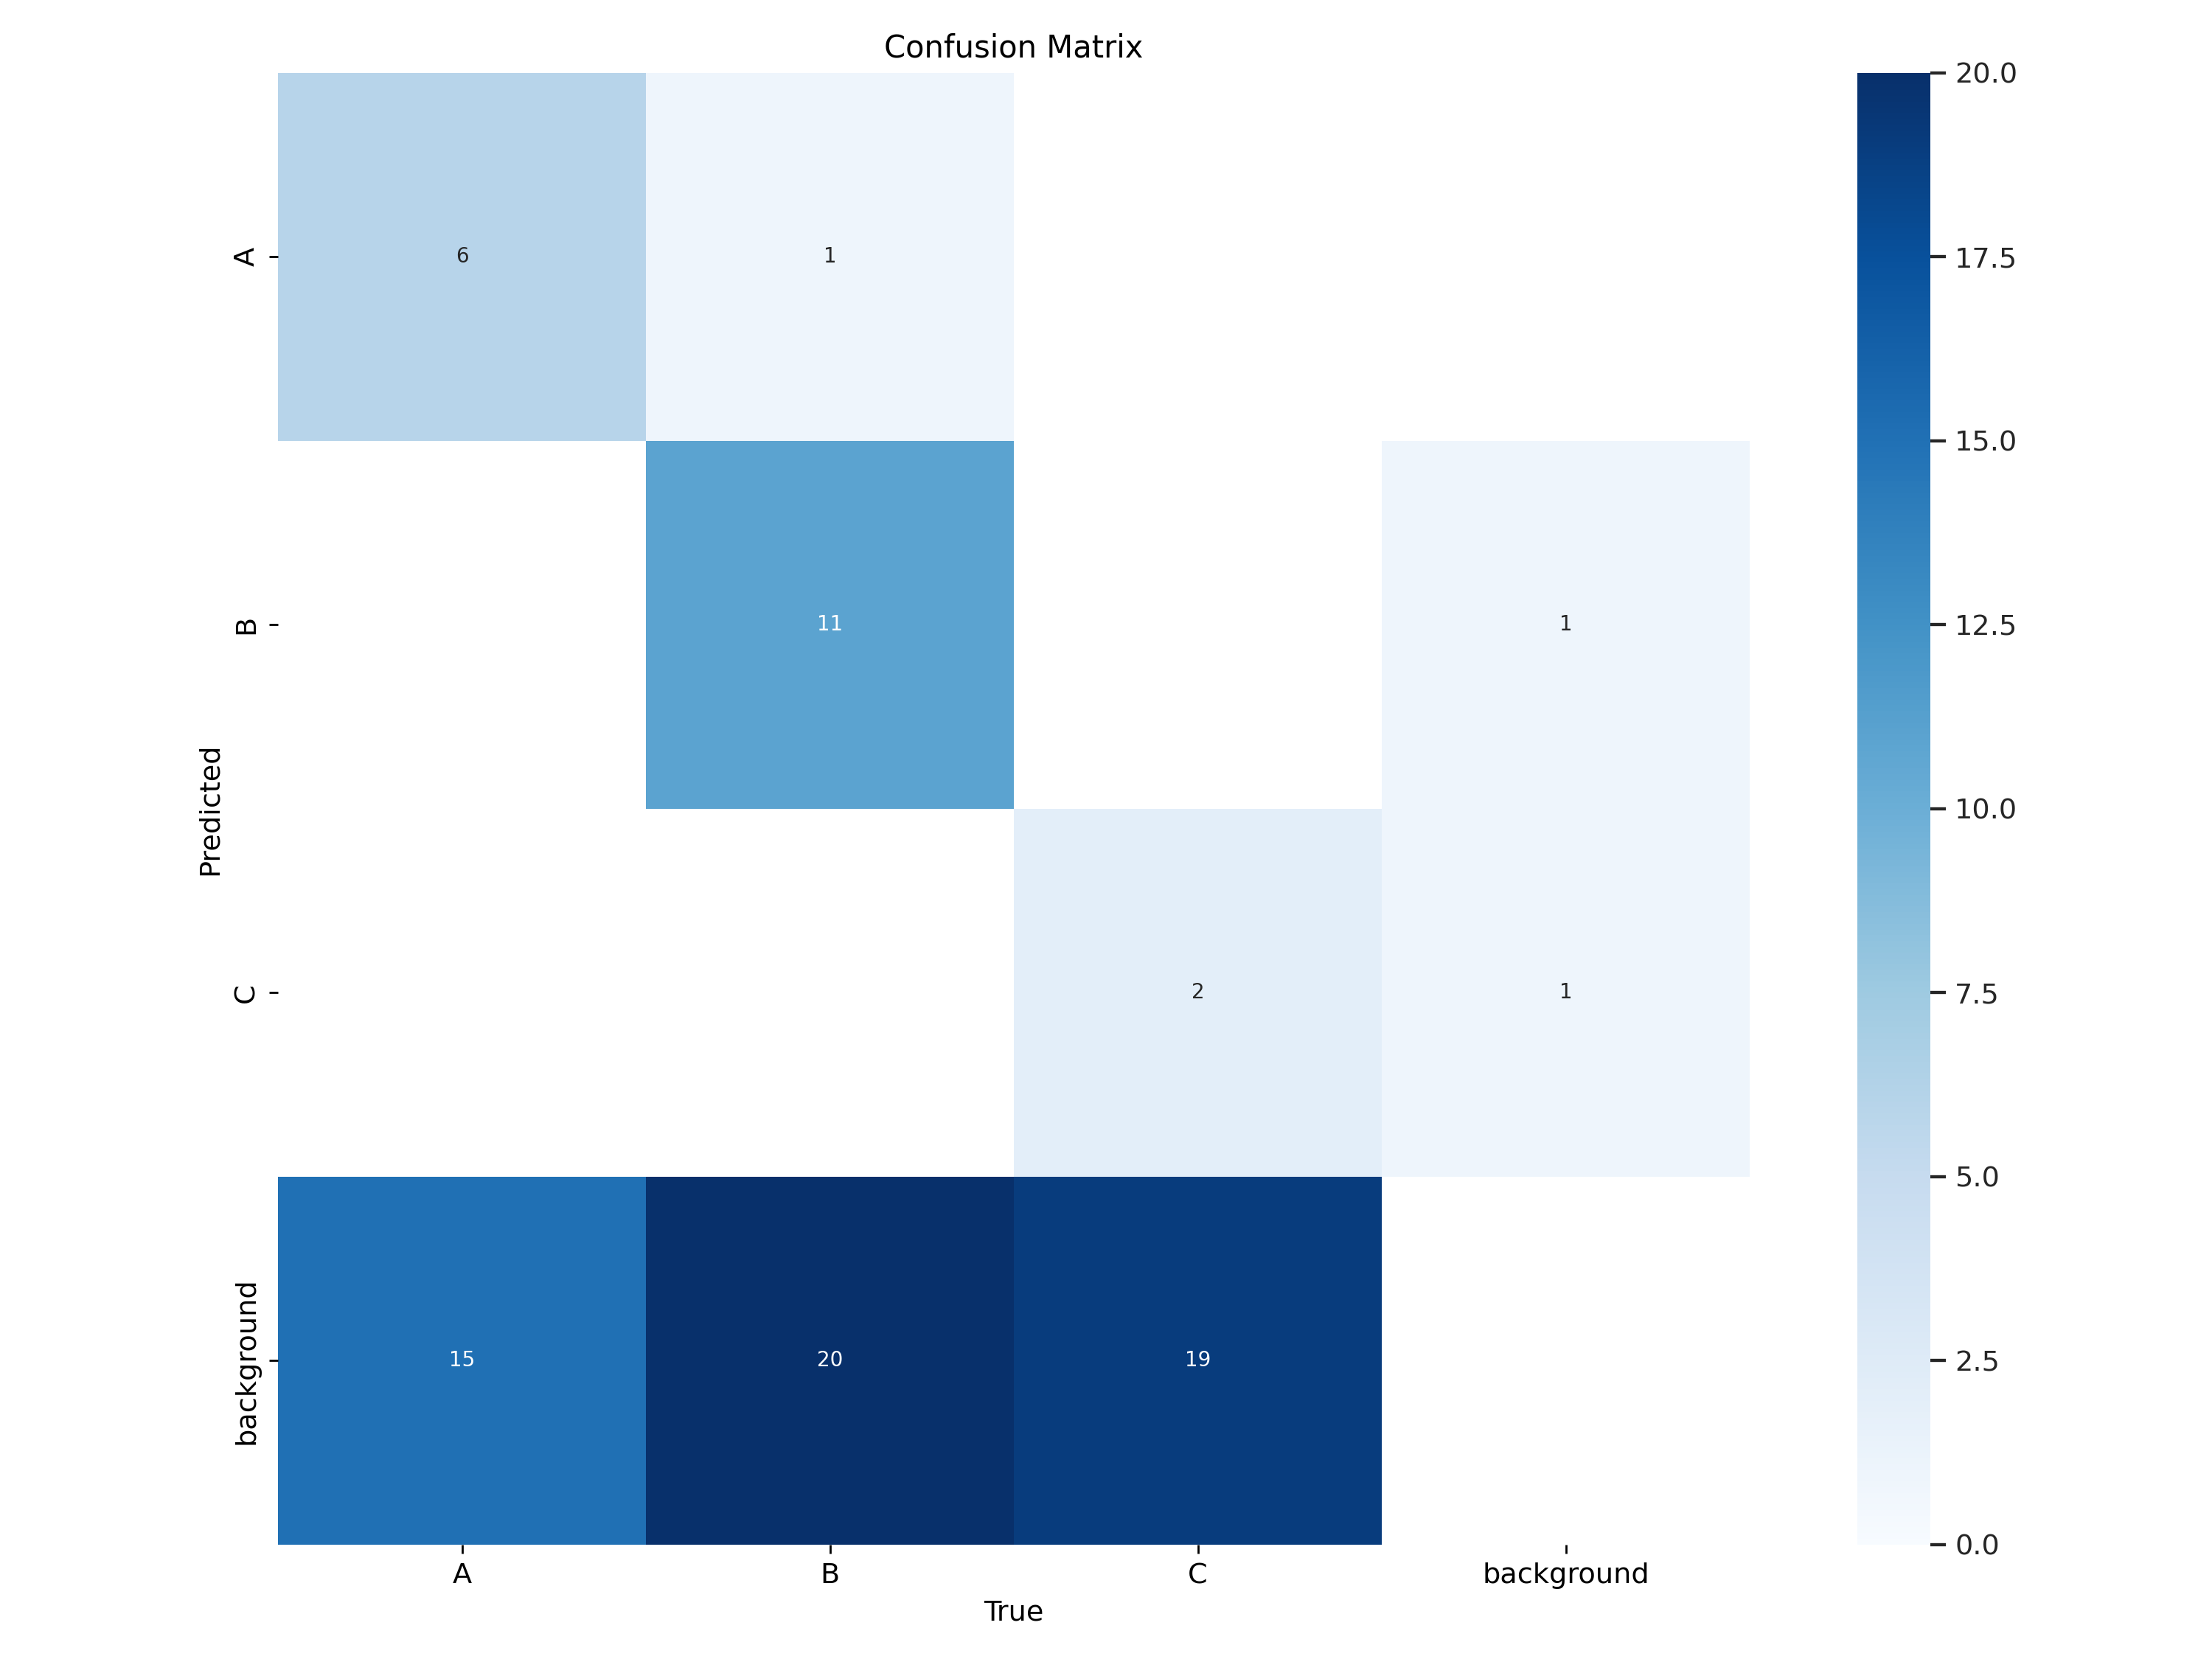 Confusion Matrix
20.0
A 6 1 17.5
15.0
B 11 1 12.5
Predicted
10.0
C 2 1 7.5
5.0
background 15 20 19 2.5
0.0
A B C background
True